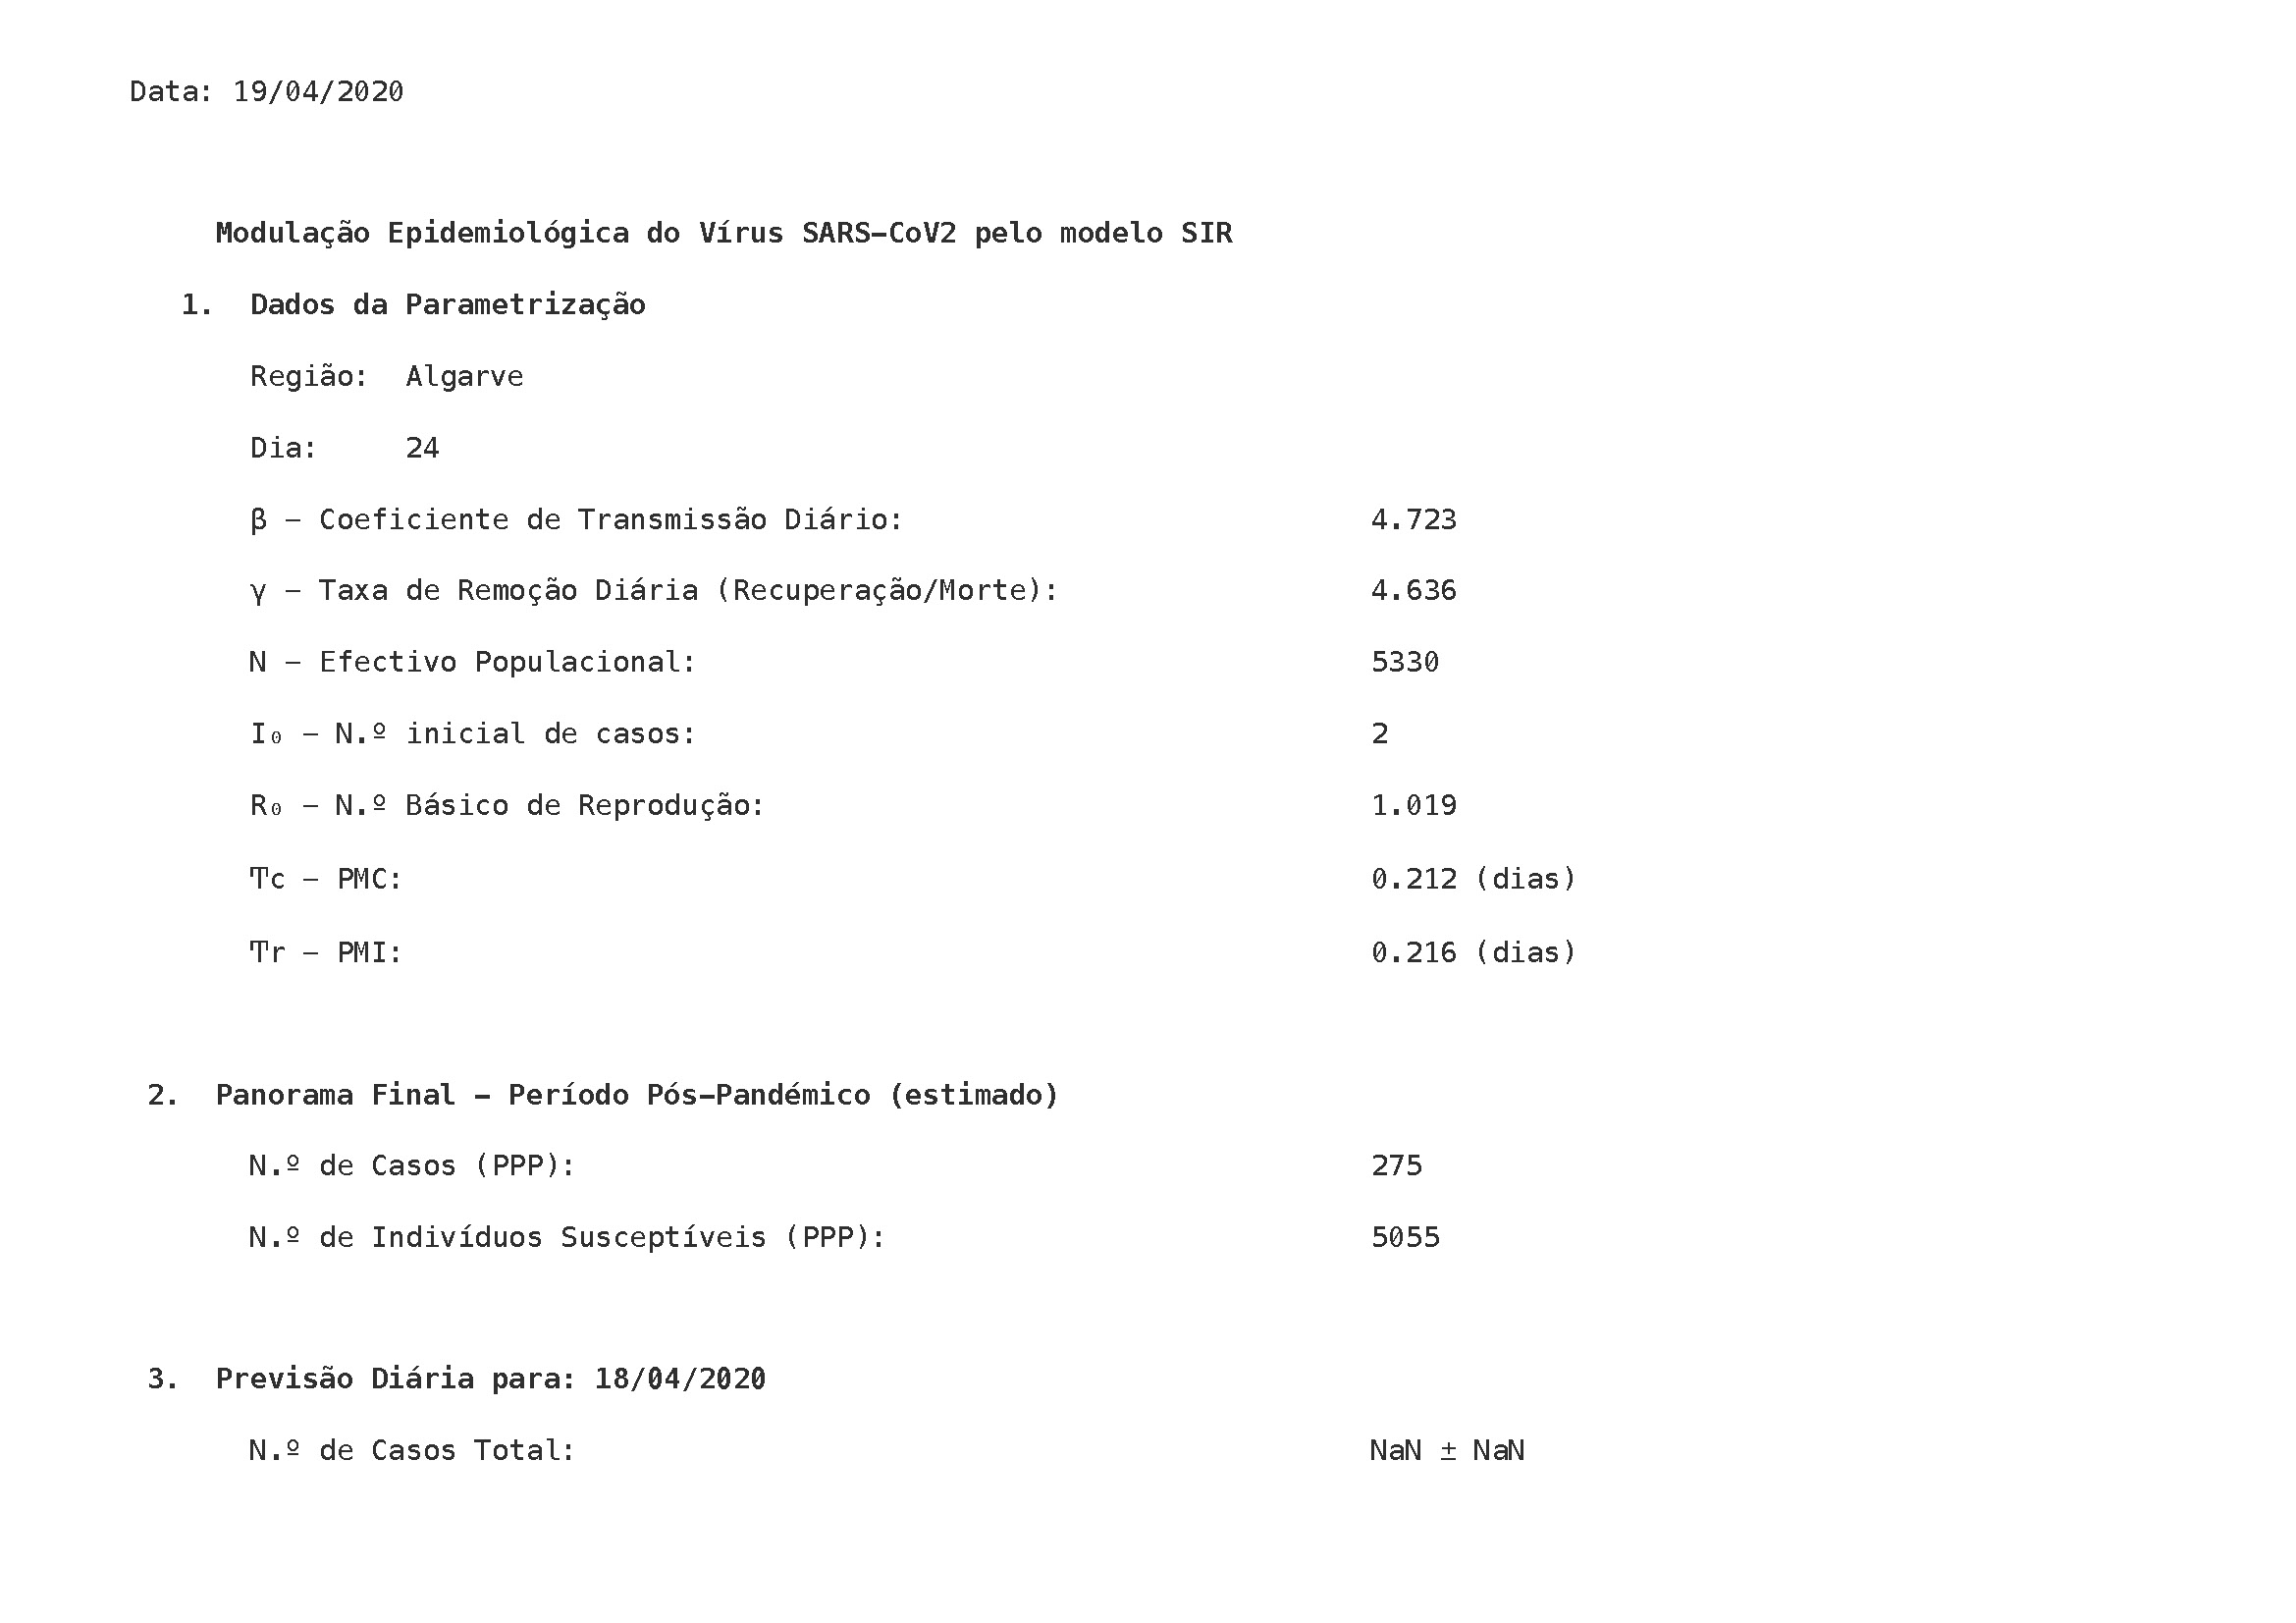 Data: 19/04/2020
Modulação Epidemiológica do Vírus SARS–CoV2 pelo modelo SIR
1. Dados da Parametrização
Região: Algarve
Dia: 24
β – Coeficiente de Transmissão Diário: 4.723
γ – Taxa de Remoção Diária (Recuperação/Morte): 4.636
N – Efectivo Populacional: 5330
I₀ – N.º inicial de casos: 2
R₀ – N.º Básico de Reprodução: 1.019
Ͳc – PMC: 0.212 (dias)
Ͳr – PMI: 0.216 (dias)
2. Panorama Final – Período Pós–Pandémico (estimado)
N.º de Casos (PPP): 275
N.º de Indivíduos Susceptíveis (PPP): 5055
3. Previsão Diária para: 18/04/2020
N.º de Casos Total: NaN ± NaN